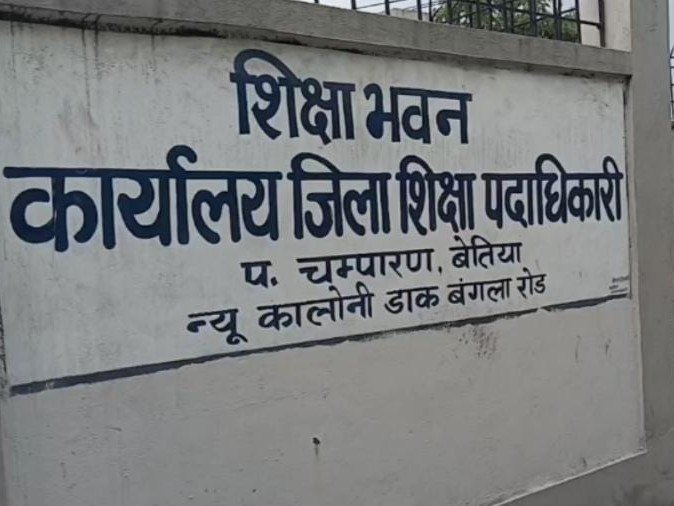 शिक्षा भवन
कार्यालय जिला शिक्षा पदाधिकारी
प. चम्पारण, बेतिया
न्यू कालोनी डाक बंगला रोड